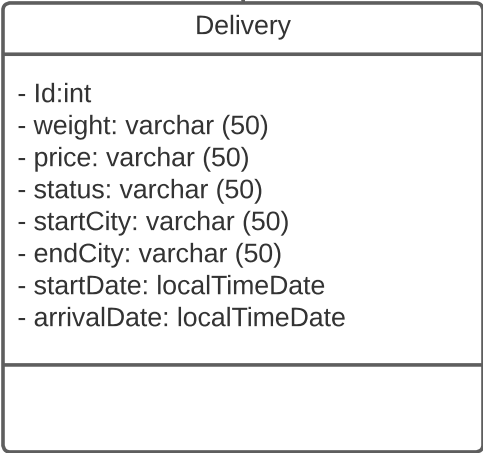 Delivery
- Id:int
- weight: varchar (50)
- price: varchar (50)
- status: varchar (50)
- startCity: varchar (50)
- endCity: varchar (50)
- startDate: localTimeDate
- arrivalDate: localTimeDate